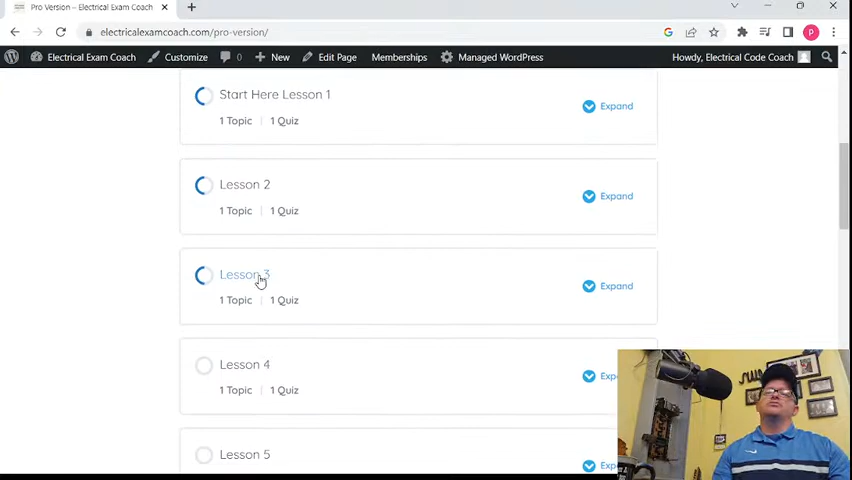 Pro Version – Electrical Exam Coach
electricalexamcoach.com/pro-version/
P
Electrical Exam Coach
Customize
0
New
Edit Page
Memberships
Managed WordPress
Howdy, Electrical Code Coach
Start Here Lesson 1
1 Topic | 1 Quiz
Expand
Lesson 2
1 Topic | 1 Quiz
Expand
Lesson 3
1 Topic | 1 Quiz
Expand
Lesson 4
1 Topic | 1 Quiz
Exp
Lesson 5
Exp